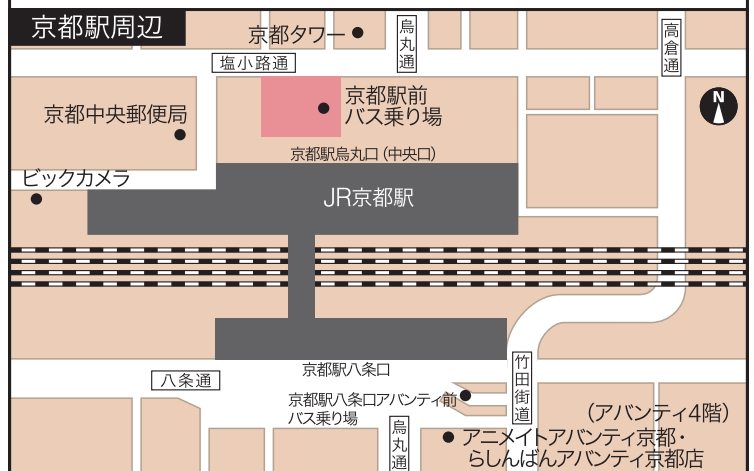 京都駅周辺
京都タワー
烏丸通
高倉通
塩小路通
N
京都駅前
バス乗り場
京都中央郵便局
京都駅烏丸口(中央口)
ビックカメラ
JR京都駅
京都駅八条口
竹田街道
八条通
京都駅八条口アバンティ前
バス乗り場
(アバンティ4階)
烏丸通
アニメイトアバンティ京都・
らしんばんアバンティ京都店